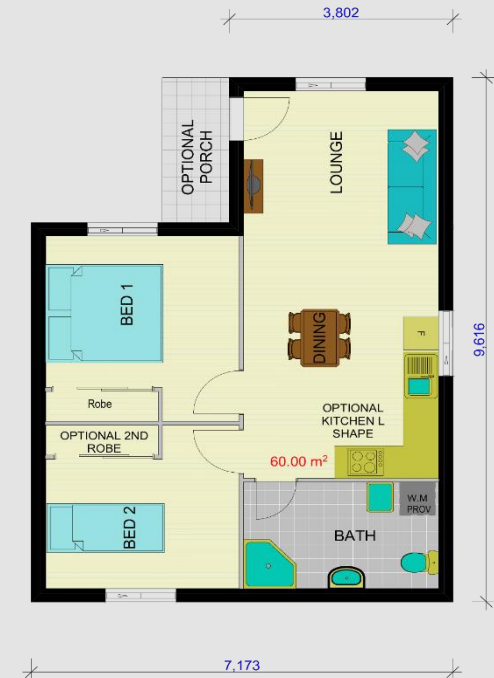 3,802
OPTIONAL
PORCH
LOUNGE
BED 1
DINING
F
9,616
Robe
OPTIONAL 2ND
ROBE
OPTIONAL
KITCHEN L
SHAPE
60.00 m²
W.M
PROV
BED 2
BATH
7,173